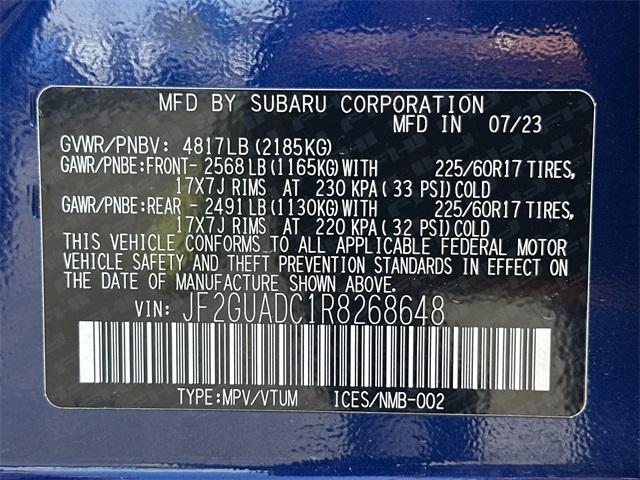 MFD BY SUBARU CORPORATION
MFD IN 07/23
GVWR/PNBV: 4817LB (2185KG)
GAWR/PNBE:FRONT- 2568LB (1165KG) WITH 225/60R17 TIRES,
17X7J RIMS AT 230 KPA (33 PSI) COLD
GAWR/PNBE:REAR - 2491LB (1130KG) WITH 225/60R17 TIRES,
17X7J RIMS AT 220 KPA (32 PSI) COLD
THIS VEHICLE CONFORMS TO ALL APPLICABLE FEDERAL MOTOR
VEHICLE SAFETY AND THEFT PREVENTION STANDARDS IN EFFECT ON
THE DATE OF MANUFACTURE SHOWN ABOVE.
VIN: JF2GUADC1R8268648
TYPE:MPV/VTUM ICES/NMB-002